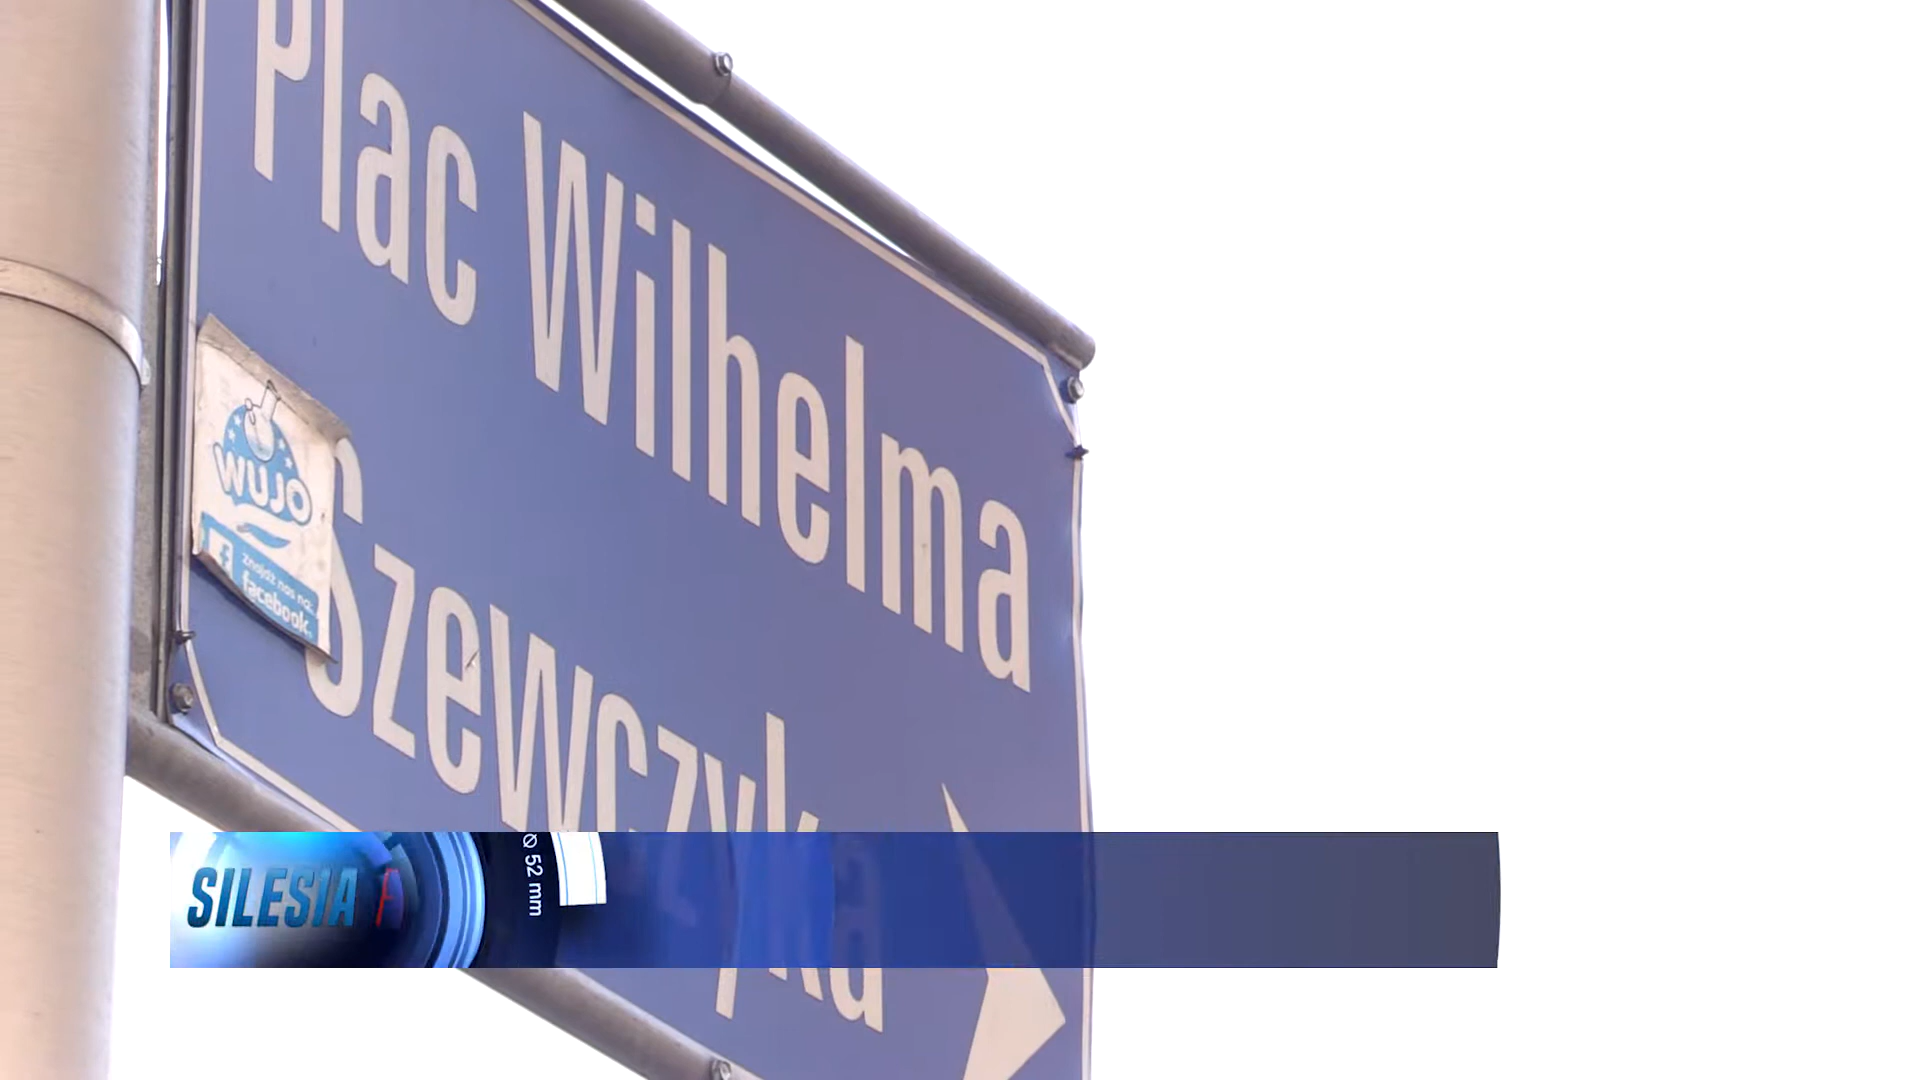 Plac Wilhelma
Szewczyka
WUJO
znajdź nas na:
facebook.
SILESIA F
Ø 52 mm